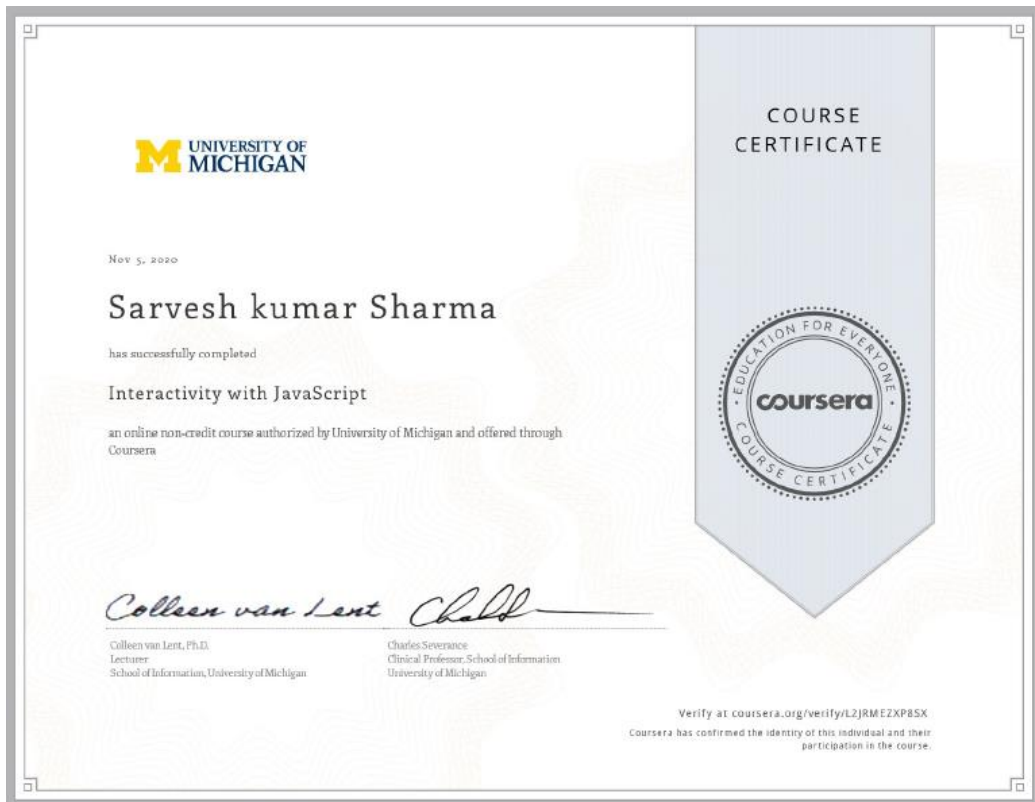 UNIVERSITY OF
MICHIGAN
Nov 5, 2020
Sarvesh kumar Sharma
has successfully completed
Interactivity with JavaScript
an online non-credit course authorized by University of Michigan and offered through
Coursera
Colleen van Lent
Colleen van Lent, Ph.D.
Lecturer
School of Information, University of Michigan
Charles Severance
Clinical Professor, School of Information
University of Michigan
COURSE
CERTIFICATE
EDUCATION FOR EVERYONE
coursera
COURSE CERTIFICATE
Verify at coursera.org/verify/L2JRMEZXP8SX
Coursera has confirmed the identity of this individual and their
participation in the course.